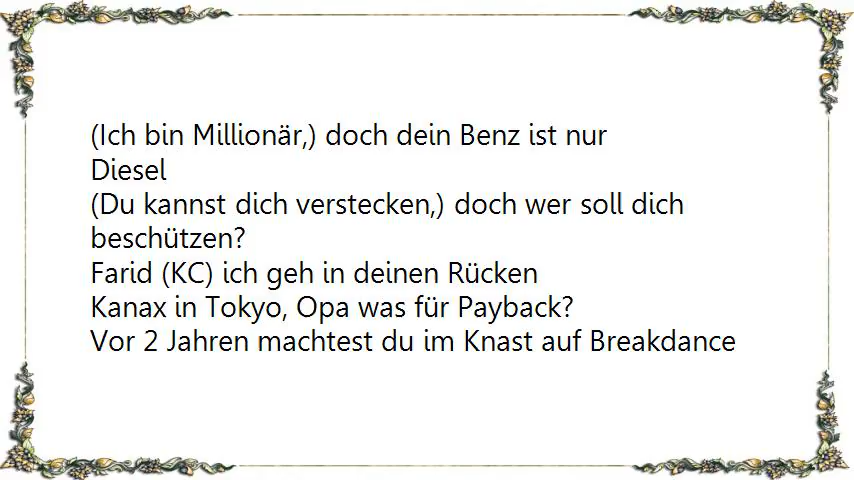 (Ich bin Millionär,) doch dein Benz ist nur
Diesel
(Du kannst dich verstecken,) doch wer soll dich
beschützen?
Farid (KC) ich geh in deinen Rücken
Kanax in Tokyo, Opa was für Payback?
Vor 2 Jahren machtest du im Knast auf Breakdance